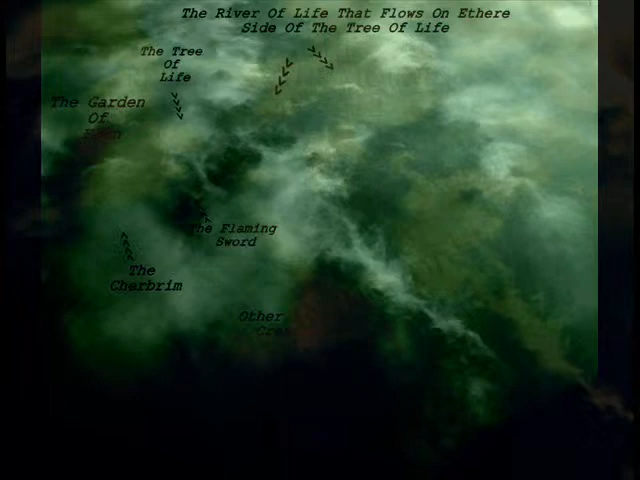 The River Of Life That Flows On Ethere
Side Of The Tree Of Life
The Tree
Of
Life
The Garden
Of
Eden
The Flaming
Sword
The
Cherbrim
Other